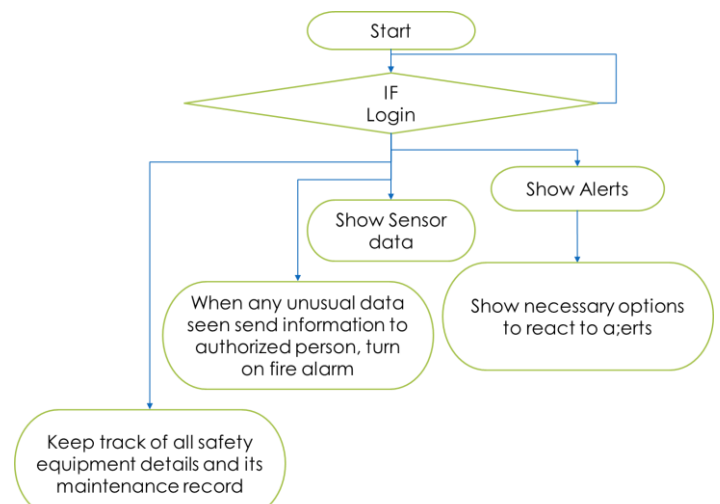 Start
IF
Login
Show Alerts
Show Sensor
data
When any unusual data
seen send information to
authorized person, turn
on fire alarm
Show necessary options
to react to a;erts
Keep track of all safety
equipment details and its
maintenance record